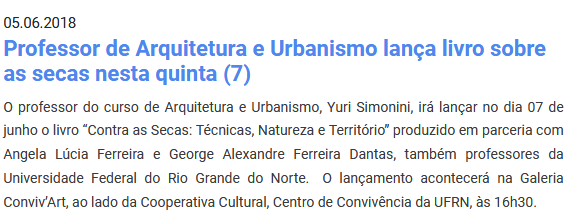 05.06.2018
Professor de Arquitetura e Urbanismo lança livro sobre
as secas nesta quinta (7)
O professor do curso de Arquitetura e Urbanismo, Yuri Simonini, irá lançar no dia 07 de
junho o livro “Contra as Secas: Técnicas, Natureza e Território” produzido em parceria com
Angela Lúcia Ferreira e George Alexandre Ferreira Dantas, também professores da
Universidade Federal do Rio Grande do Norte. O lançamento acontecerá na Galeria
Conviv’Art, ao lado da Cooperativa Cultural, Centro de Convivência da UFRN, às 16h30.